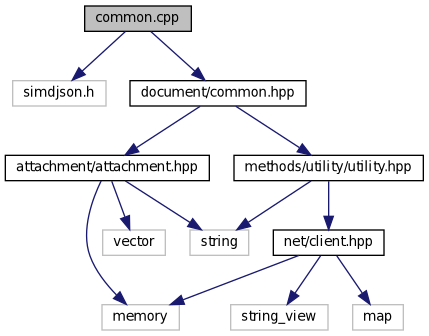 common.cpp
simdjson.h
document/common.hpp
attachment/attachment.hpp
methods/utility/utility.hpp
vector
string
net/client.hpp
memory
string_view
map